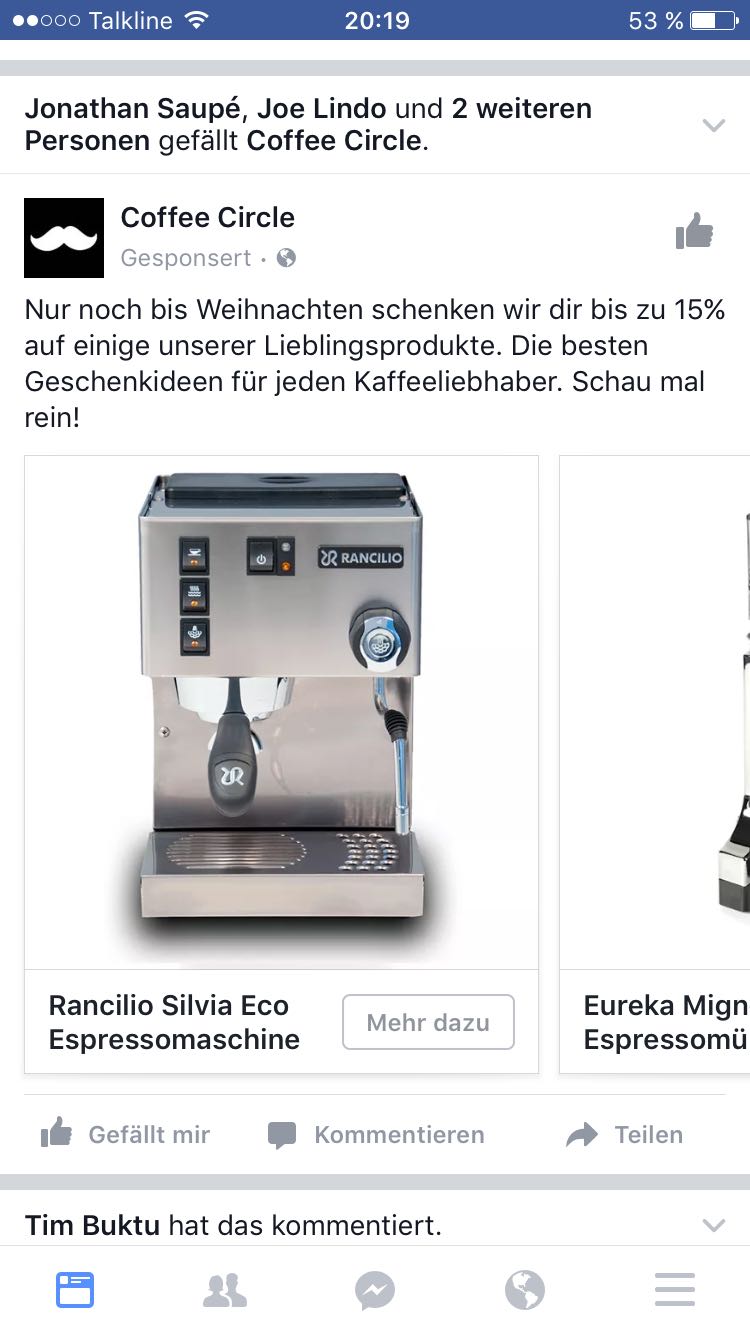 Talkline 20:19 53 %
Jonathan Saupé, Joe Lindo und 2 weiteren
Personen gefällt Coffee Circle.
Coffee Circle
Gesponsert ·
Nur noch bis Weihnachten schenken wir dir bis zu 15%
auf einige unserer Lieblingsprodukte. Die besten
Geschenkideen für jeden Kaffeeliebhaber. Schau mal
rein!
RANCILIO
Rancilio Silvia Eco
Espressomaschine
Mehr dazu
Eureka Mign
Espressomü
Gefällt mir
Kommentieren
Teilen
Tim Buktu hat das kommentiert.